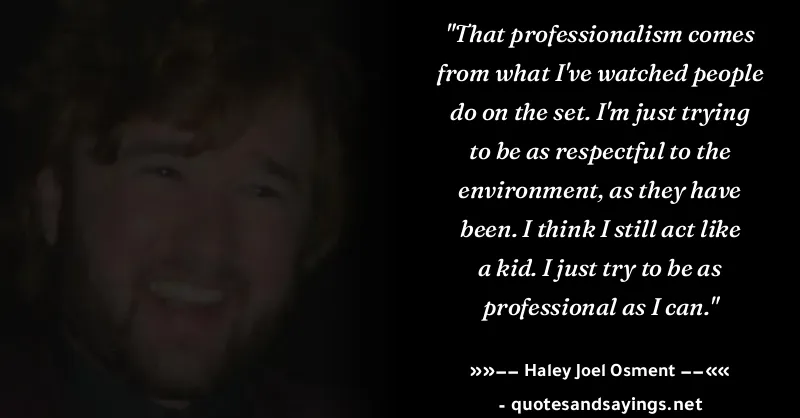 "That professionalism comes
from what I've watched people
do on the set. I'm just trying
to be as respectful to the
environment, as they have
been. I think I still act like
a kid. I just try to be as
professional as I can."
»»−− Haley Joel Osment −−««
- quotesandsayings.net